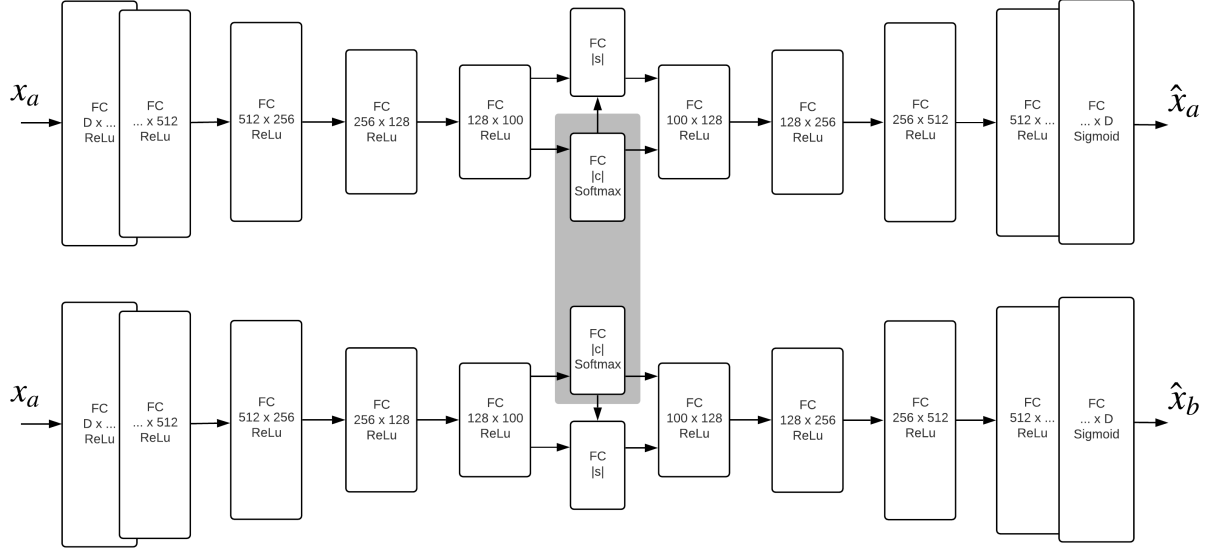 x_a
FC
D x ...
ReLu
FC
... x 512
ReLu
FC
512 x 256
ReLu
FC
256 x 128
ReLu
FC
128 x 100
ReLu
FC
|s|
FC
|c|
Softmax
FC
100 x 128
ReLu
FC
128 x 256
ReLu
FC
256 x 512
ReLu
FC
512 x ...
ReLu
FC
... x D
Sigmoid
x̂_a
x_a
FC
D x ...
ReLu
FC
... x 512
ReLu
FC
512 x 256
ReLu
FC
256 x 128
ReLu
FC
128 x 100
ReLu
FC
|c|
Softmax
FC
|s|
FC
100 x 128
ReLu
FC
128 x 256
ReLu
FC
256 x 512
ReLu
FC
512 x ...
ReLu
FC
... x D
Sigmoid
x̂_b